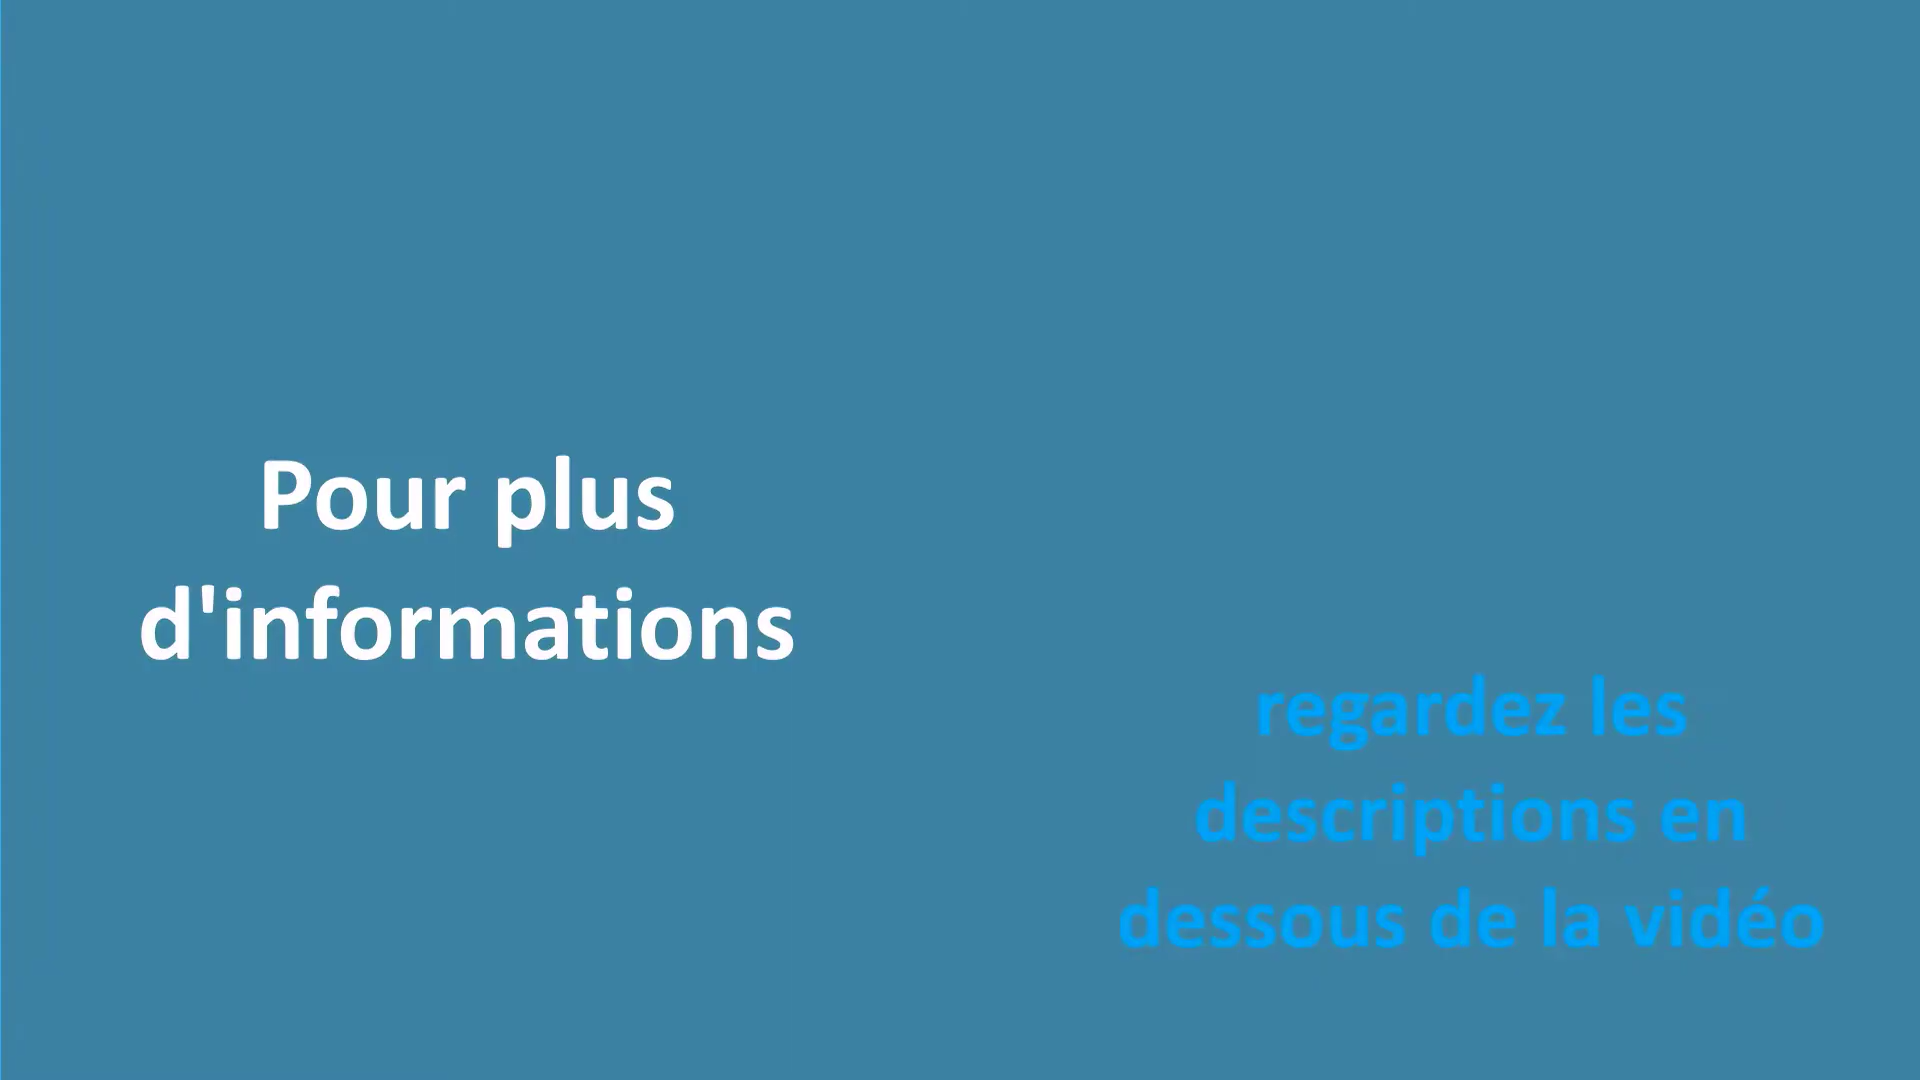 Pour plus
d'informations
regardez les
descriptions en
dessous de la vidéo